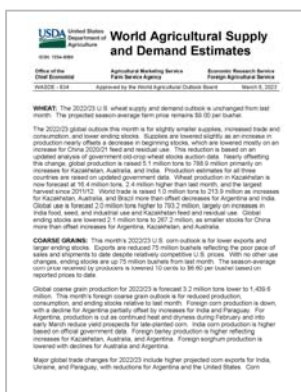 USDA United States
Department of
Agriculture
World Agricultural Supply
and Demand Estimates
Office of the
Chief Economist
Agricultural Marketing Service
Farm Service Agency
Economic Research Service
Foreign Agricultural Service
WASDE - 634 Approved by the World Agricultural Outlook Board March 8, 2023
WHEAT: The 2022/23 U.S. wheat supply and demand outlook is unchanged from last
month. The projected season-average farm price remains $9.00 per bushel.
The 2022/23 global outlook this month is for slightly smaller supplies, increased trade and
consumption, and lower ending stocks. Supplies are lowered slightly as an increase in
production nearly offsets a decrease in beginning stocks, which are lowered mostly on an
increase for China 2020/21 feed and residual use. This reduction is based on an
updated analysis of government old-crop wheat stocks auction data. Nearly offsetting
this change, global production is raised 5.1 million tons to 788.9 million primarily on
increases for Kazakhstan, Australia, and India. Production estimates for all three
countries are raised on updated government data. Wheat production in Kazakhstan is
now forecast at 16.4 million tons, 2.4 million higher than last month, and the largest
harvest since 2011/12. World trade is raised 1.0 million to 213.9 million as increases
for Kazakhstan, Australia, and Brazil more than offset decreases for Argentina and India.
Global use is forecast 2.0 million tons higher to 793.2 million, largely on increases in
India food, seed, and industrial use and Kazakhstan feed and residual use. Global
ending stocks are lowered 2.1 million tons to 267.2 million, as smaller stocks for China
more than offset increases for Argentina, Kazakhstan, and Australia.
COARSE GRAINS: This month's 2022/23 U.S. corn outlook is for lower exports and
larger ending stocks. Exports are reduced 75 million bushels reflecting the poor pace of
sales and shipments to date despite relatively competitive U.S. prices. With no other use
changes, ending stocks are up 75 million bushels from last month. The season-average
corn price received by producers is lowered 10 cents to $6.60 per bushel based on
reported prices to date.
Global coarse grain production for 2022/23 is forecast 3.2 million tons lower to 1,439.6
million. This month's foreign coarse grain outlook is for reduced production,
consumption, and ending stocks relative to last month. Foreign corn production is down,
with a decline for Argentina partially offset by increases for India and Paraguay. For
Argentina, production is cut as continued heat and dryness during February and into
early March reduce yield prospects for late-planted corn. India corn production is higher
based on official government data. Foreign barley production is higher reflecting
increases for Kazakhstan, Australia, and Argentina. Foreign sorghum production is
lowered with declines for Australia and Argentina.
Major global trade changes for 2022/23 include higher projected corn exports for India,
Ukraine, and Paraguay, with reductions for Argentina and the United States. Corn